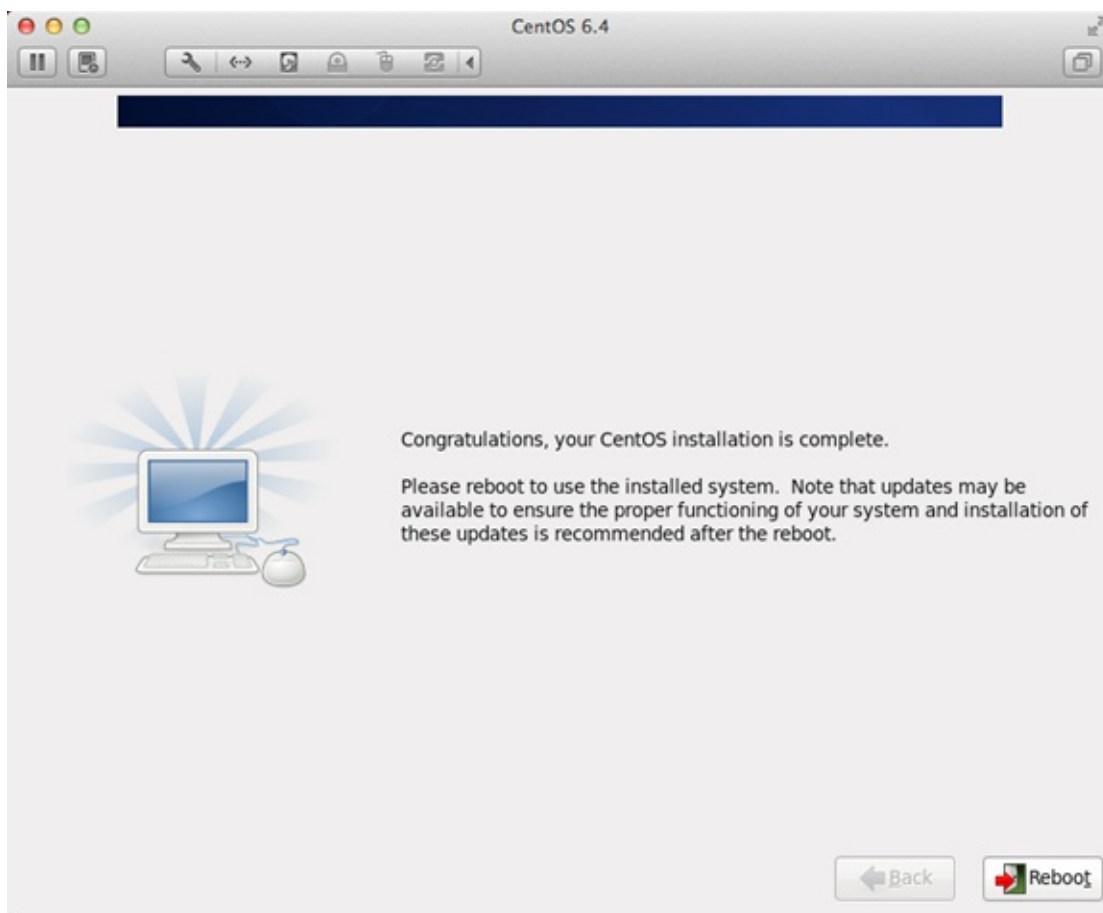 CentOS 6.4
Congratulations, your CentOS installation is complete.
Please reboot to use the installed system.  Note that updates may be
available to ensure the proper functioning of your system and installation of
these updates is recommended after the reboot.
Back
Reboot